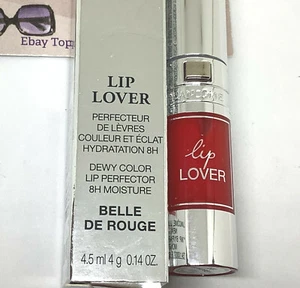 Ebay Top
LIP
LOVER
PERFECTEUR
DE LÈVRES
COULEUR ET ÉCLAT
HYDRATATION 8H
DEWY COLOR
LIP PERFECTOR
8H MOISTURE
BELLE
DE ROUGE
4.5 ml 4 g 0.14 OZ.
lip
LOVER